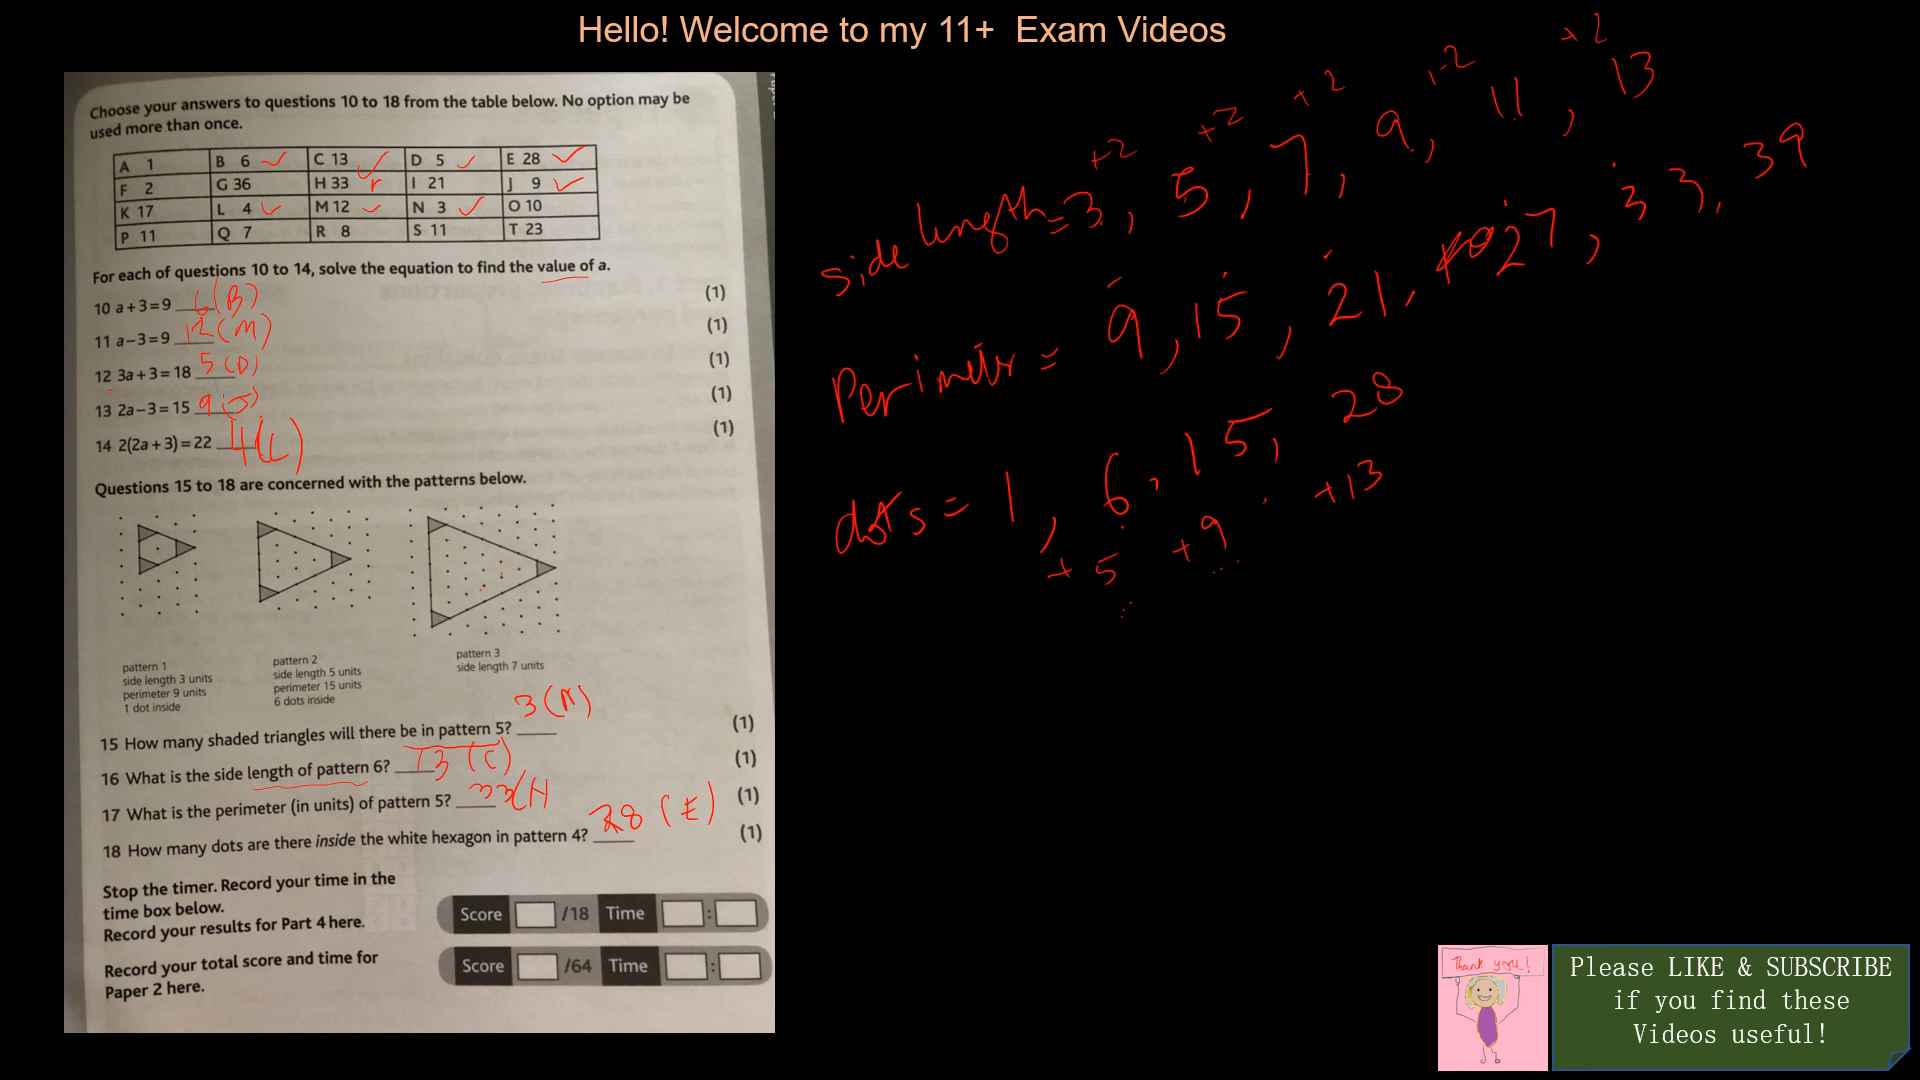 Hello! Welcome to my 11+ Exam Videos
Choose your answers to questions 10 to 18 from the table below. No option may be
used more than once.
A 1 B 6 C 13 D 5 E 28
F 2 G 36 H 33 I 21 J 9
K 17 L 4 M 12 N 3 O 10
P 11 Q 7 R 8 S 11 T 23
For each of questions 10 to 14, solve the equation to find the value of a.
10 a + 3 = 9 6 (B) (1)
11 a − 3 = 9 12 (M) (1)
12 3a + 3 = 18 5 (D) (1)
13 2a − 3 = 15 9 (J) (1)
14 2(2a + 3) = 22 4 (L) (1)
Questions 15 to 18 are concerned with the patterns below.
pattern 1
side length 3 units
perimeter 9 units
1 dot inside
pattern 2
side length 5 units
perimeter 15 units
6 dots inside
pattern 3
side length 7 units
15 How many shaded triangles will there be in pattern 5? 3 (N) (1)
16 What is the side length of pattern 6? 13 (C) (1)
17 What is the perimeter (in units) of pattern 5? 33 (H (1)
18 How many dots are there inside the white hexagon in pattern 4? 28 (E) (1)
Stop the timer. Record your time in the
time box below.
Record your results for Part 4 here.
Score /18 Time :
Record your total score and time for
Paper 2 here.
Score /64 Time :
+2 +2 +2 +2 +2
side length = 3, 5, 7, 9, 11, 13
Perimeter = 9, 15, 21, 27, 33, 39
dots = 1, 6, 15, 28
+5 +9 +13
Thank you!
Please LIKE & SUBSCRIBE
if you find these
Videos useful!